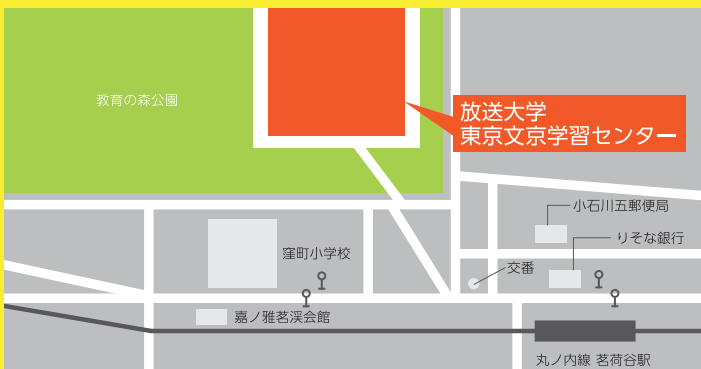 教育の森公園
放送大学
東京文京学習センター
小石川五郵便局
りそな銀行
窪町小学校
交番
嘉ノ雅茗渓会館
丸ノ内線 茗荷谷駅